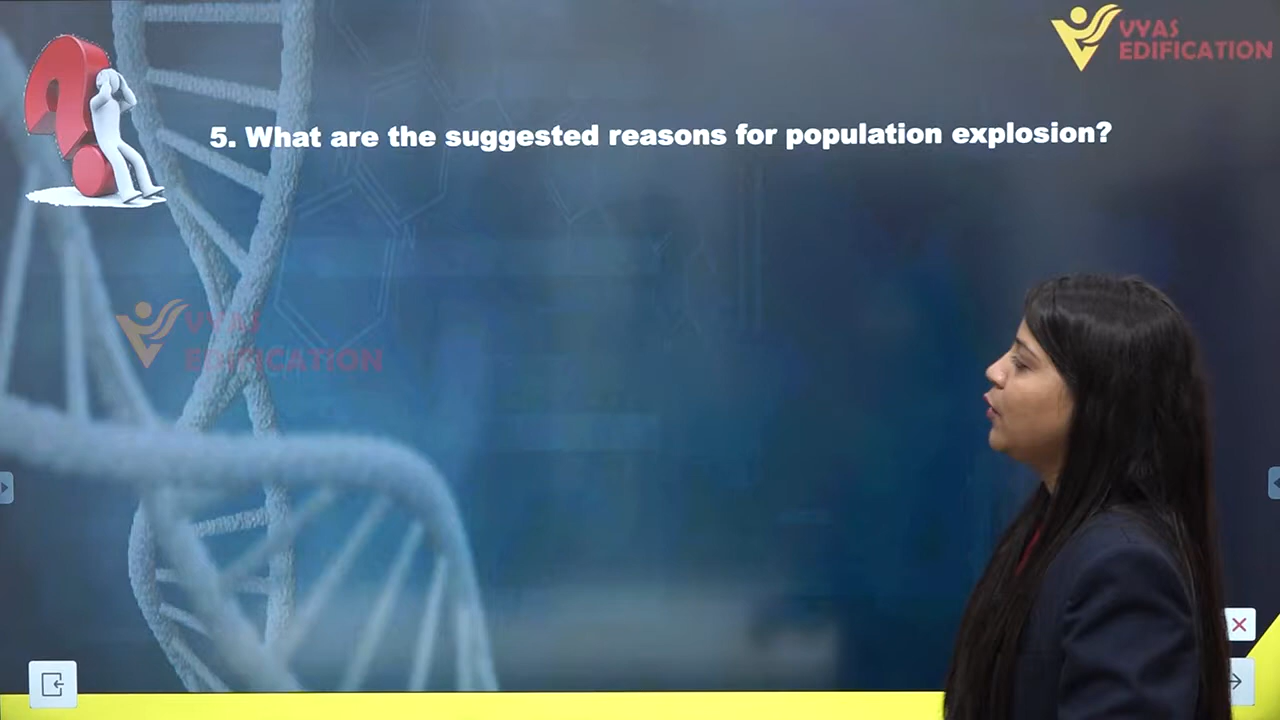 VYAS
EDIFICATION
5. What are the suggested reasons for population explosion?
VYAS
EDIFICATION